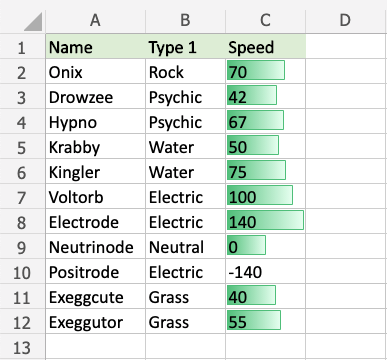 A B C D
1 Name Type 1 Speed
2 Onix Rock 70
3 Drowzee Psychic 42
4 Hypno Psychic 67
5 Krabby Water 50
6 Kingler Water 75
7 Voltorb Electric 100
8 Electrode Electric 140
9 Neutrinode Neutral 0
10 Positrode Electric -140
11 Exeggcute Grass 40
12 Exeggutor Grass 55
13